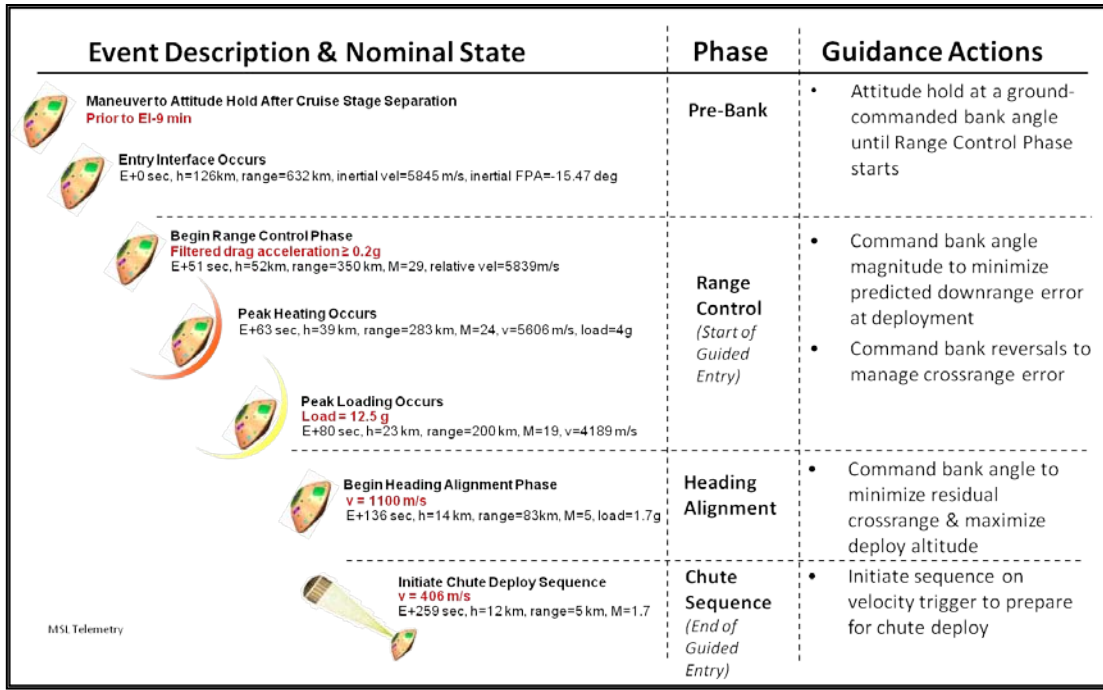 Event Description & Nominal State
Phase
Guidance Actions
Maneuver to Attitude Hold After Cruise Stage Separation
Prior to EI-9 min
Entry Interface Occurs
E+0 sec, h=126km, range=632 km, inertial vel=5845 m/s, inertial FPA=-15.47 deg
Pre-Bank
• Attitude hold at a ground-
commanded bank angle
until Range Control Phase
starts
Begin Range Control Phase
Filtered drag acceleration ≥ 0.2g
E+51 sec, h=52km, range=350 km, M=29, relative vel=5839m/s
Peak Heating Occurs
E+63 sec, h=39 km, range=283 km, M=24, v=5606 m/s, load=4g
Peak Loading Occurs
Load = 12.5 g
E+80 sec, h=23 km, range=200 km, M=19, v=4189 m/s
Range
Control
(Start of
Guided
Entry)
• Command bank angle
magnitude to minimize
predicted downrange error
at deployment
• Command bank reversals to
manage crossrange error
Begin Heading Alignment Phase
v = 1100 m/s
E+136 sec, h=14 km, range=83km, M=5, load=1.7g
Heading
Alignment
• Command bank angle to
minimize residual
crossrange & maximize
deploy altitude
Initiate Chute Deploy Sequence
v = 406 m/s
E+259 sec, h=12 km, range=5 km, M=1.7
Chute
Sequence
(End of
Guided
Entry)
• Initiate sequence on
velocity trigger to prepare
for chute deploy
MSL Telemetry